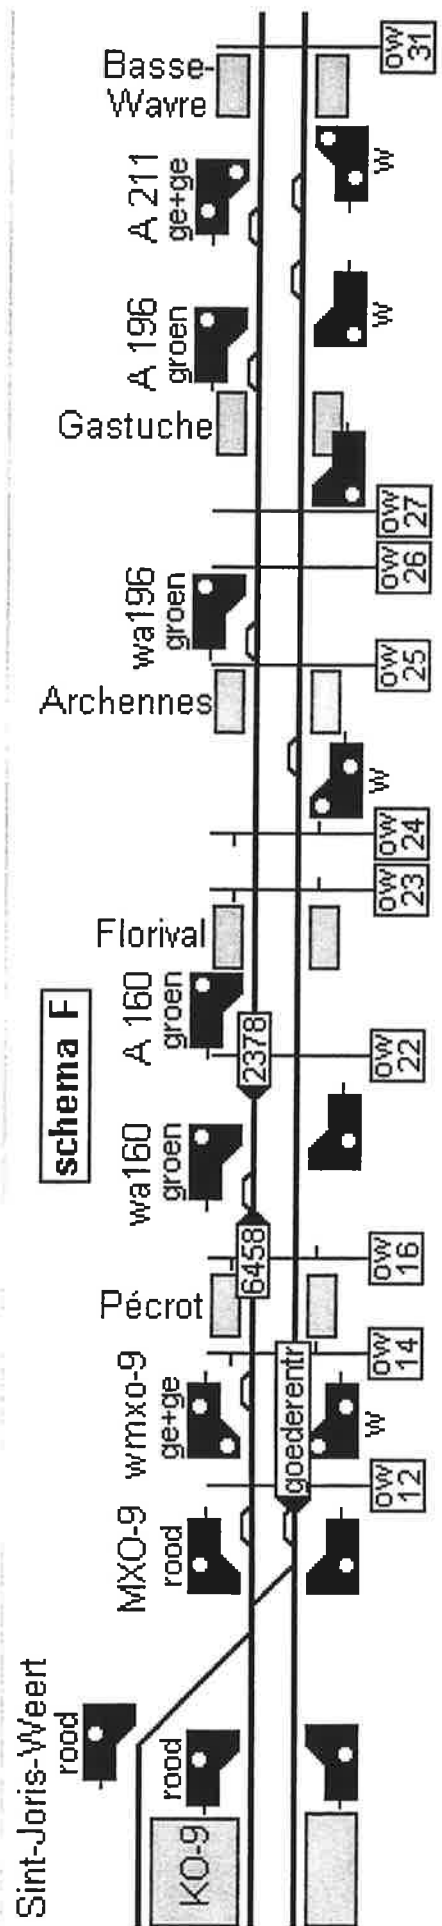 Basse-
Wavre
OW
31
A 211
ge+ge
W
A 196
groen
W
Gastuche
OW
27
OW
26
wa196
groen
OW
25
Archennes
W
OW
24
OW
23
Florival
schema F
A 160
groen
2378
OW
22
wa160
groen
6458
OW
16
Pécrot
OW
14
wmxo-9
ge+ge
goederentr
W
OW
12
MXO-9
rood
Sint-Joris-Weert
rood
rood
KO-9